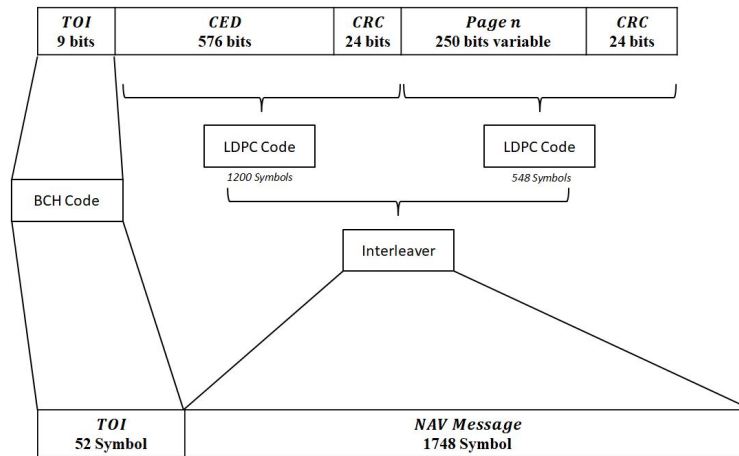 TOI CED CRC Page n CRC
9 bits 576 bits 24 bits 250 bits variable 24 bits
LDPC Code LDPC Code
1200 Symbols 548 Symbols
BCH Code
Interleaver
TOI NAV Message
52 Symbol 1748 Symbol